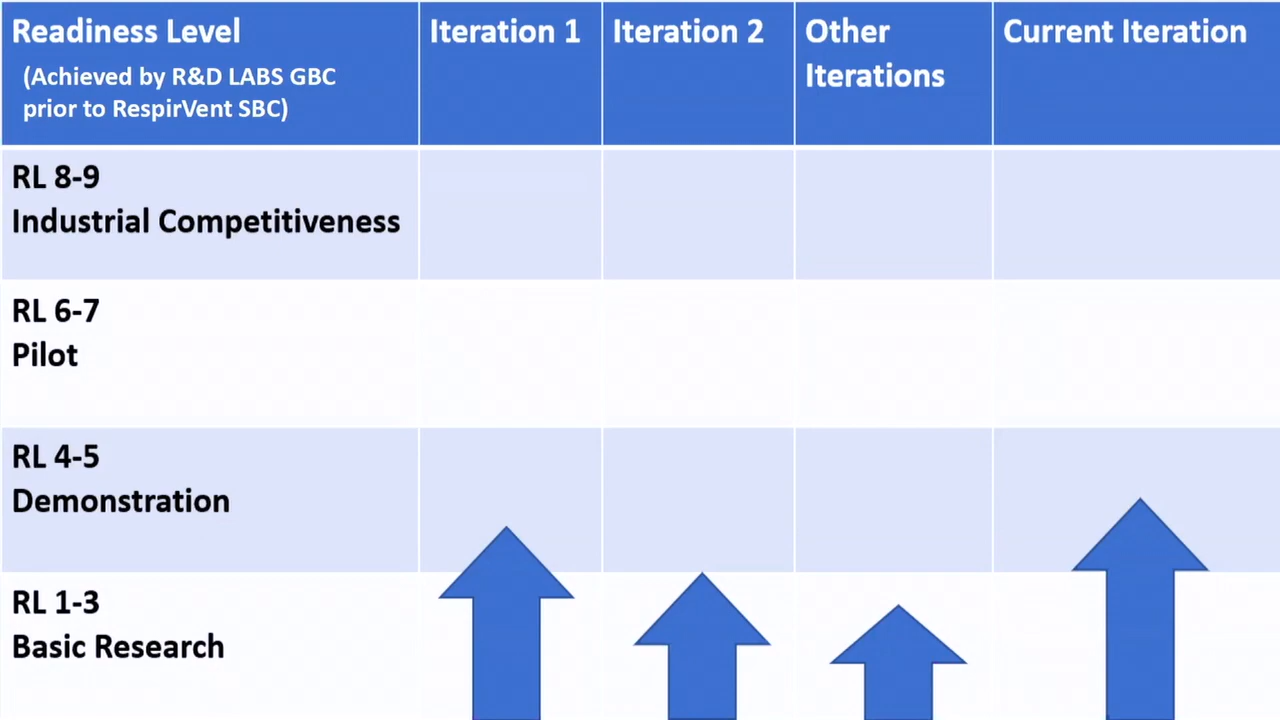 Readiness Level
(Achieved by R&D LABS GBC
prior to RespirVent SBC)
Iteration 1
Iteration 2
Other
Iterations
Current Iteration
RL 8-9
Industrial Competitiveness
RL 6-7
Pilot
RL 4-5
Demonstration
RL 1-3
Basic Research